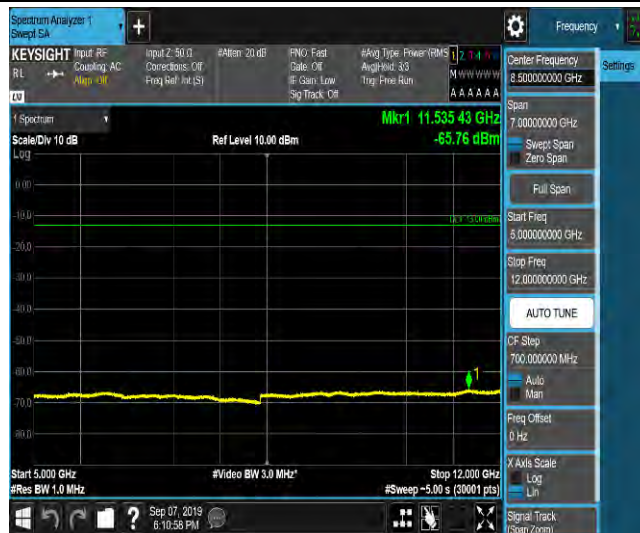 Spectrum Analyzer 1
Swept SA
+
Frequency
KEYSIGHT
RL
Input: RF
Coupling: AC
Align: Off
Input Z: 50 Ω
Corrections: Off
Freq Ref: Int (S)
#Atten: 20 dB
PNO: Fast
Gate: Off
IF Gain: Low
Sig Track: Off
#Avg Type: Power (RMS
Avg|Hold: 3/3
Trig: Free Run
M W W W W W
A A A A A A
1 Spectrum
Scale/Div 10 dB
Log
Ref Level 10.00 dBm
Mkr1 11.535 43 GHz
-65.76 dBm
0.00
-10.0
-20.0
-30.0
-40.0
-50.0
-60.0
-70.0
-80.0
1
Start 5.000 GHz
#Res BW 1.0 MHz
#Video BW 3.0 MHz*
Stop 12.000 GHz
#Sweep ~5.00 s (30001 pts)
Center Frequency
8.500000000 GHz
Settings
Span
7.00000000 GHz
Swept Span
Zero Span
Full Span
Start Freq
5.000000000 GHz
Stop Freq
12.000000000 GHz
AUTO TUNE
CF Step
700.000000 MHz
Auto
Man
Freq Offset
0 Hz
X Axis Scale
Log
Lin
Signal Track
(Span Zoom)
?
Sep 07, 2019
6:10:58 PM